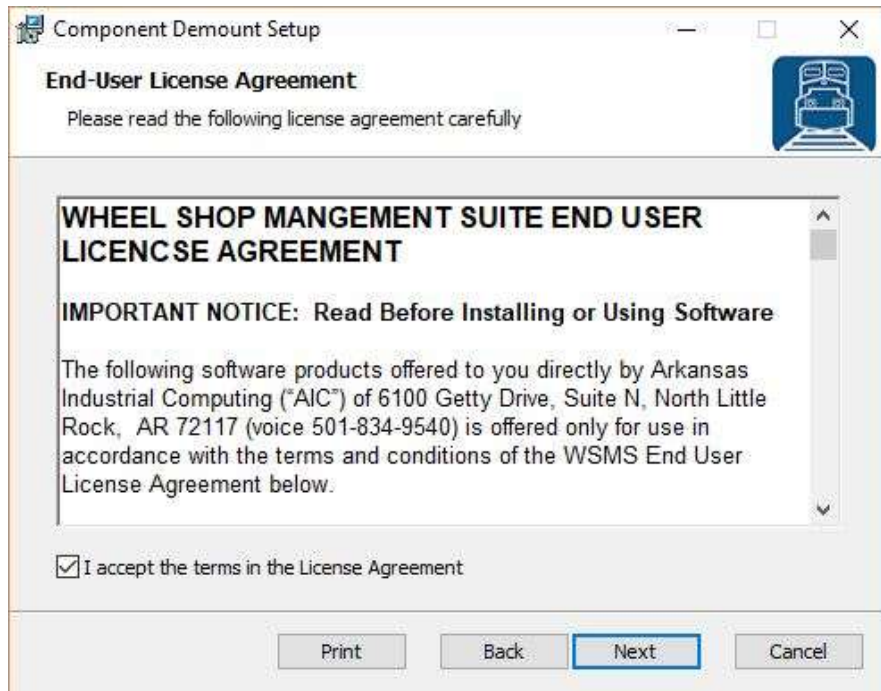 Component Demount Setup
End-User License Agreement
Please read the following license agreement carefully
WHEEL SHOP MANGEMENT SUITE END USER
LICENCSE AGREEMENT
IMPORTANT NOTICE:  Read Before Installing or Using Software
The following software products offered to you directly by Arkansas
Industrial Computing (“AIC”) of 6100 Getty Drive, Suite N, North Little
Rock,  AR 72117 (voice 501-834-9540) is offered only for use in
accordance with the terms and conditions of the WSMS End User
License Agreement below.
I accept the terms in the License Agreement
Print Back Next Cancel